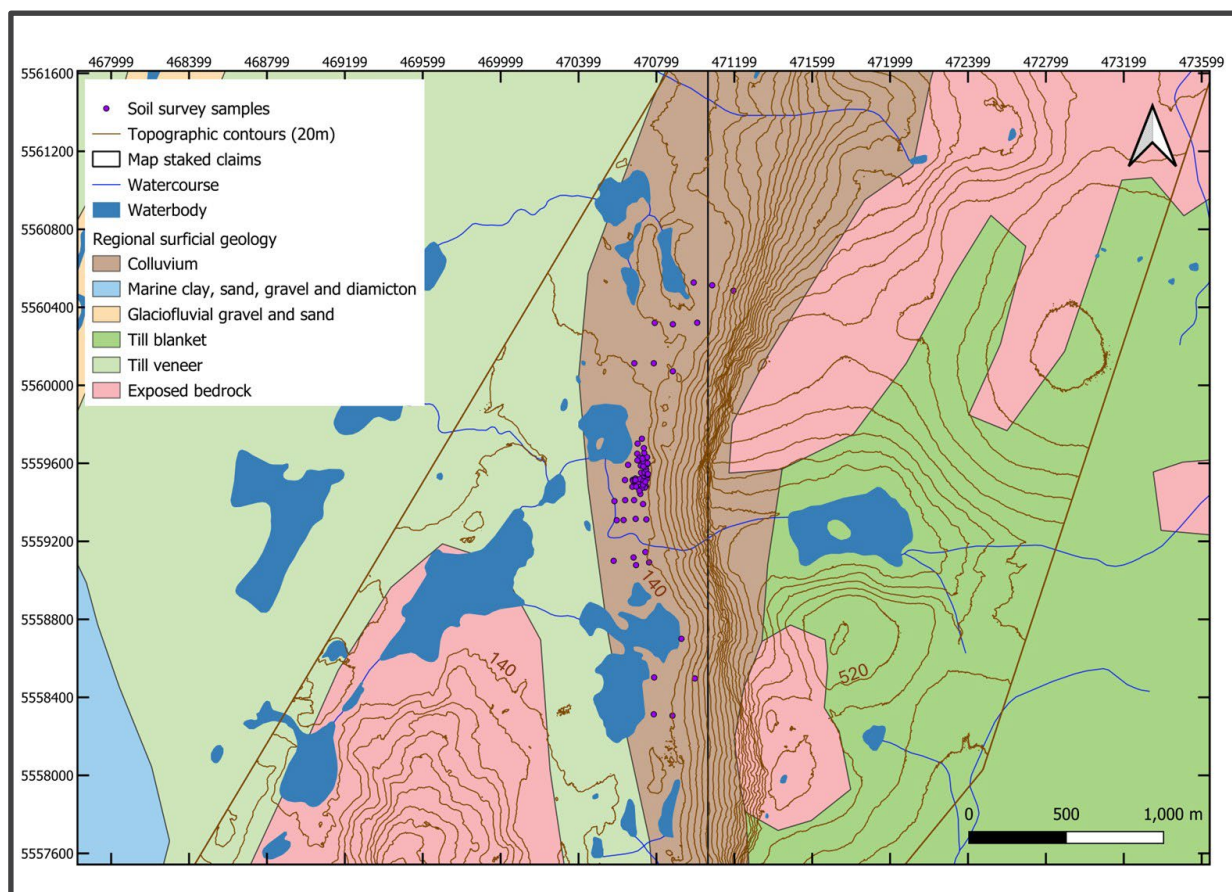 467999 468399 468799 469199 469599 469999 470399 470799 471199 471599 471999 472399 472799 473199 473599
5561600
5561200
5560800
5560400
5560000
5559600
5559200
5558800
5558400
5558000
5557600
Soil survey samples
Topographic contours (20m)
Map staked claims
Watercourse
Waterbody
Regional surficial geology
Colluvium
Marine clay, sand, gravel and diamicton
Glaciofluvial gravel and sand
Till blanket
Till veneer
Exposed bedrock
140
140
520
0 500 1,000 m